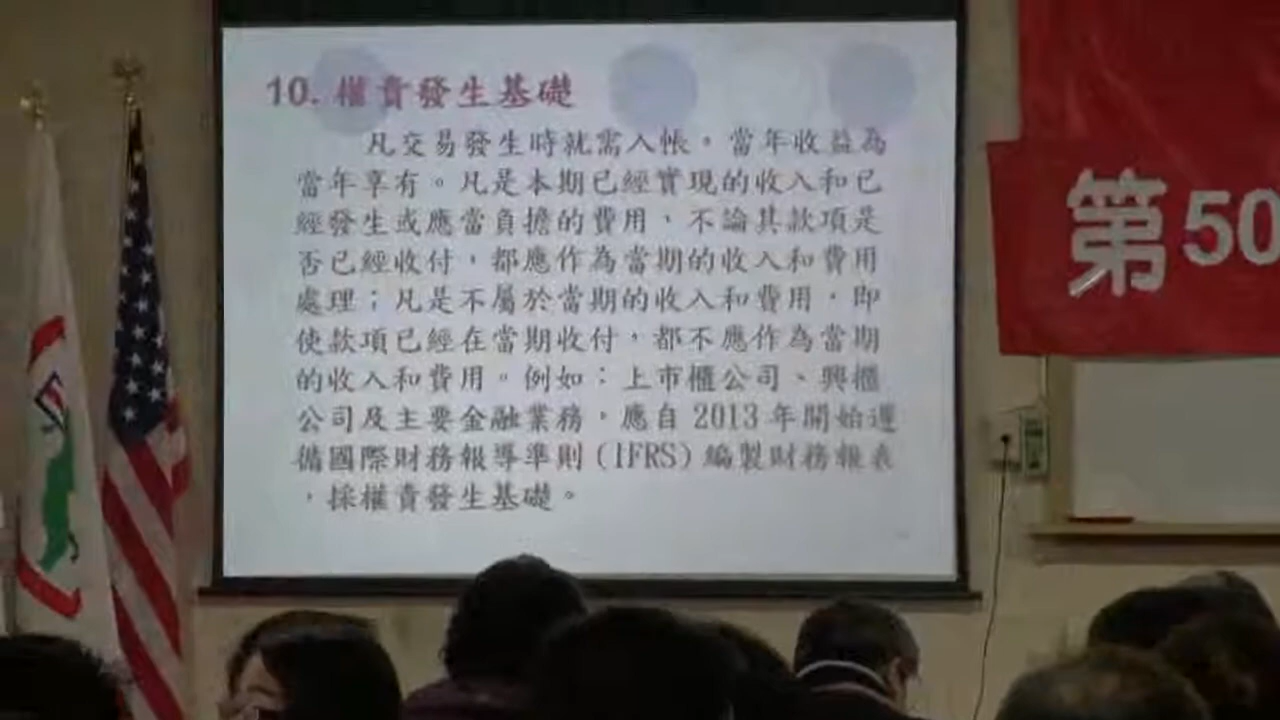 10. 權責發生基礎
凡交易發生時就需入帳，當年收益為
當年享有。凡是本期已經實現的收入和已
經發生或應當負擔的費用，不論其款項是
否已經收付，都應作為當期的收入和費用
處理；凡是不屬於當期的收入和費用，即
使款項已經在當期收付，都不應作為當期
的收入和費用。例如：上市櫃公司、興櫃
公司及主要金融業務，應自 2013 年開始遵
循國際財務報導準則（IFRS）編製財務報表
，採權責發生基礎。
第50